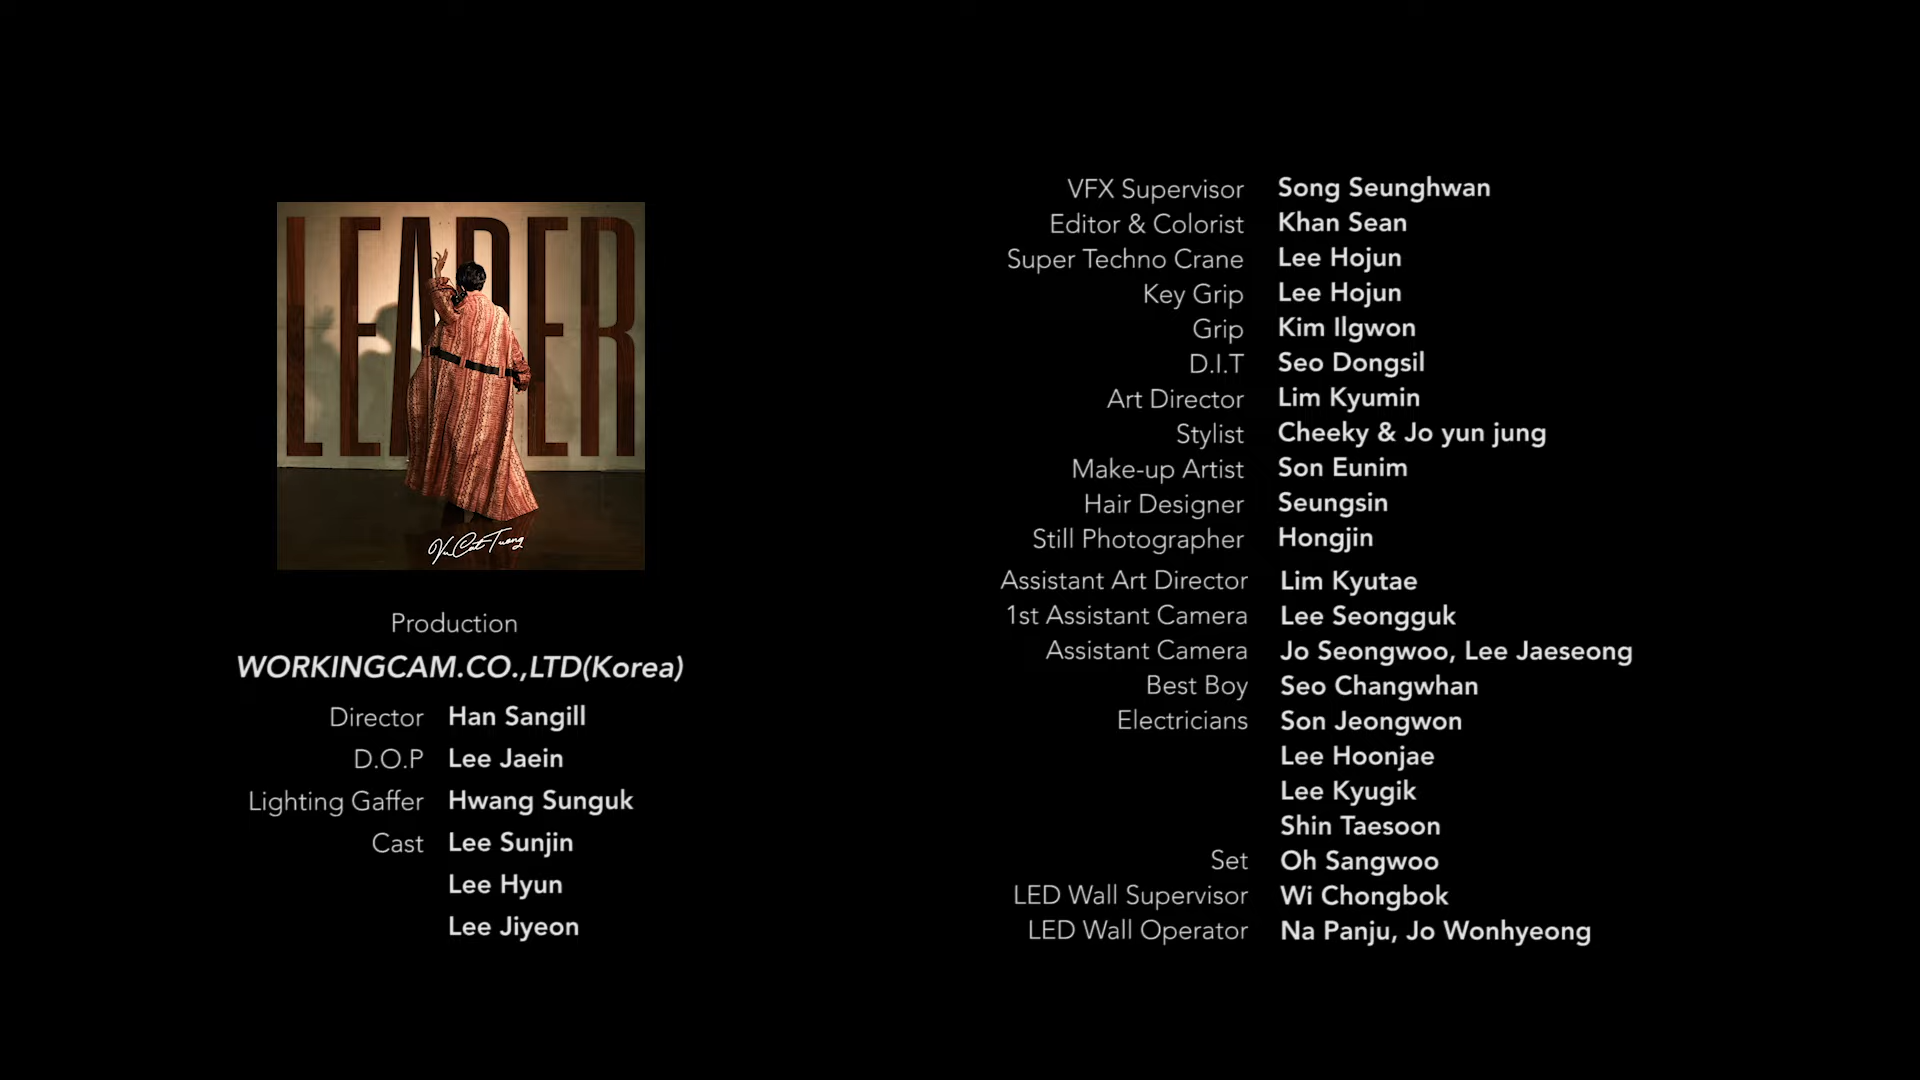 LEADER
Vu Cat Tuong
Production
WORKINGCAM.CO.,LTD(Korea)
Director Han Sangill
D.O.P Lee Jaein
Lighting Gaffer Hwang Sunguk
Cast Lee Sunjin
Lee Hyun
Lee Jiyeon
VFX Supervisor Song Seunghwan
Editor & Colorist Khan Sean
Super Techno Crane Lee Hojun
Key Grip Lee Hojun
Grip Kim Ilgwon
D.I.T Seo Dongsil
Art Director Lim Kyumin
Stylist Cheeky & Jo yun jung
Make-up Artist Son Eunim
Hair Designer Seungsin
Still Photographer Hongjin
Assistant Art Director Lim Kyutae
1st Assistant Camera Lee Seongguk
Assistant Camera Jo Seongwoo, Lee Jaeseong
Best Boy Seo Changwhan
Electricians Son Jeongwon
Lee Hoonjae
Lee Kyugik
Shin Taesoon
Set Oh Sangwoo
LED Wall Supervisor Wi Chongbok
LED Wall Operator Na Panju, Jo Wonhyeong